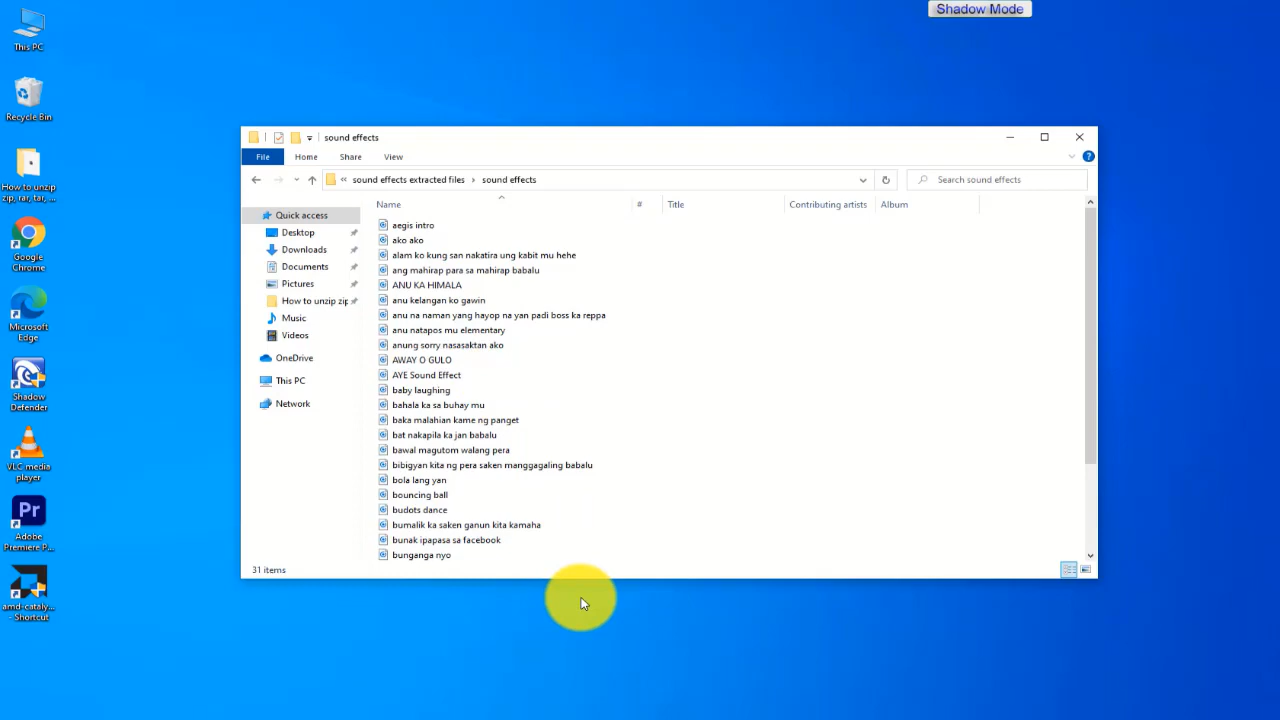 Shadow Mode
This PC
Recycle Bin
How to unzip
zip, rar, tar, ...
Google
Chrome
Microsoft
Edge
Shadow
Defender
VLC media
player
Adobe
Premiere P...
amd-cataly...
- Shortcut
sound effects
File
Home
Share
View
sound effects extracted files
sound effects
Search sound effects
Quick access
Desktop
Downloads
Documents
Pictures
How to unzip zip
Music
Videos
OneDrive
This PC
Network
Name
#
Title
Contributing artists
Album
aegis intro
ako ako
alam ko kung san nakatira ung kabit mu hehe
ang mahirap para sa mahirap babalu
ANU KA HIMALA
anu kelangan ko gawin
anu na naman yang hayop na yan padi boss ka reppa
anu natapos mu elementary
anung sorry nasasaktan ako
AWAY O GULO
AYE Sound Effect
baby laughing
bahala ka sa buhay mu
baka malahian kame ng panget
bat nakapila ka jan babalu
bawal magutom walang pera
bibigyan kita ng pera saken manggagaling babalu
bola lang yan
bouncing ball
budots dance
bumalik ka saken ganun kita kamaha
bunak ipapasa sa facebook
bunganga nyo
31 items
Pr